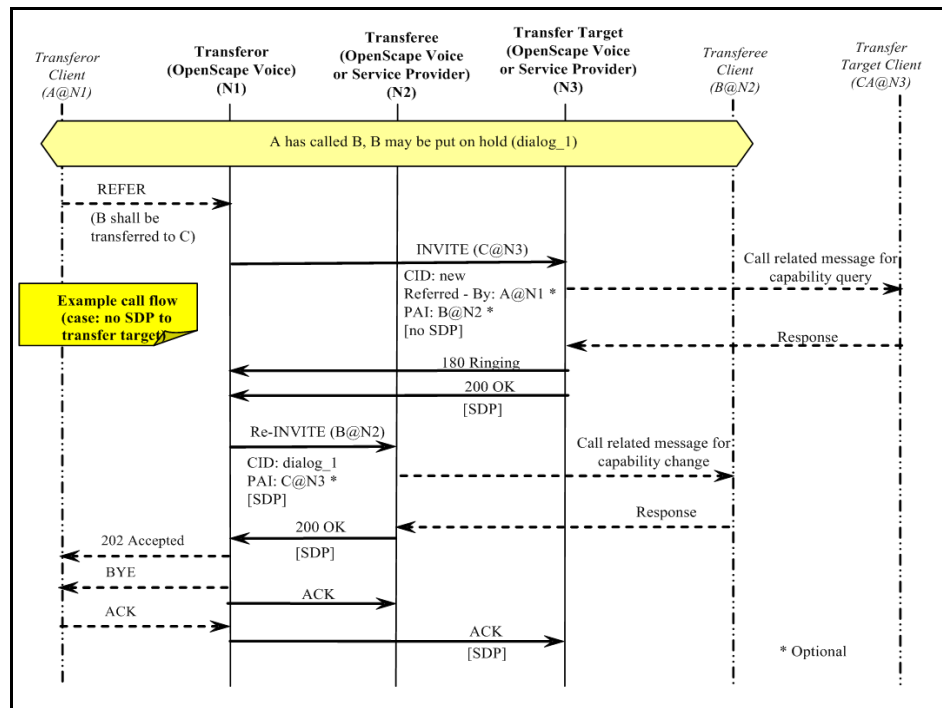 Transferor
Client
(A@N1)
Transferor
(OpenScape Voice)
(N1)
Transferee
(OpenScape Voice
or Service Provider)
(N2)
Transfer Target
(OpenScape Voice
or Service Provider)
(N3)
Transferee
Client
(B@N2)
Transfer
Target Client
(CA@N3)
A has called B, B may be put on hold (dialog_1)
REFER
(B shall be
transferred to C)
INVITE (C@N3)
CID: new
Referred - By: A@N1 *
PAI: B@N2 *
[no SDP]
Call related message for
capability query
Example call flow
(case: no SDP to
transfer target)
Response
180 Ringing
200 OK
[SDP]
Re-INVITE (B@N2)
CID: dialog_1
PAI: C@N3 *
[SDP]
Call related message for
capability change
Response
200 OK
[SDP]
202 Accepted
BYE
ACK
ACK
ACK
[SDP]
* Optional